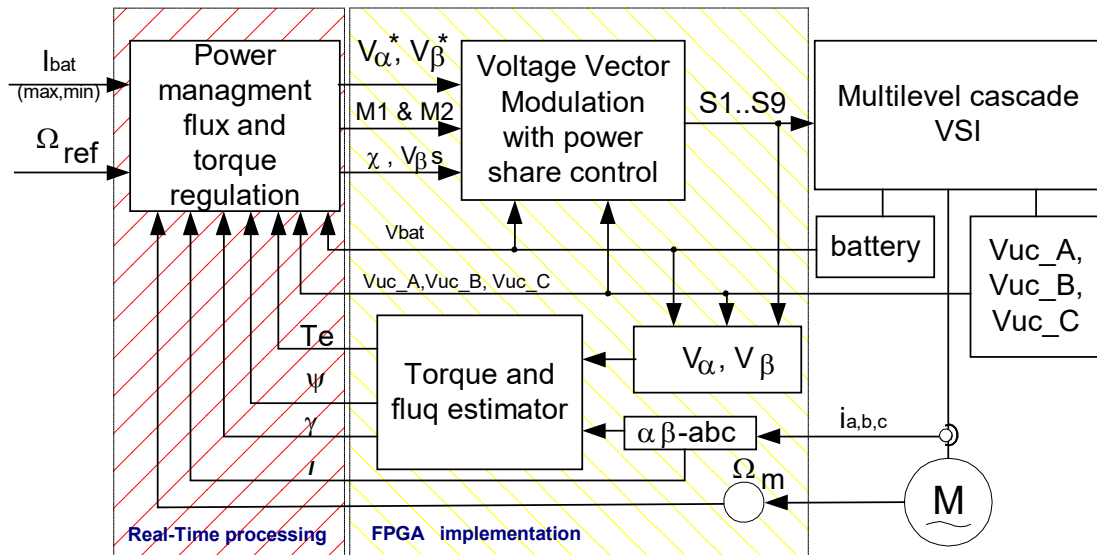 Ibat
(max,min)
Ωref
Power
managment
flux and
torque
regulation
Vα*, Vβ*
M1 & M2
χ , Vβs
Voltage Vector
Modulation
with power
share control
S1..S9
Multilevel cascade
VSI
battery
Vuc_A,
Vuc_B,
Vuc_C
Vbat
Vuc_A,Vuc_B, Vuc_C
Te
ψ
γ
ı
Torque and
fluq estimator
Vα, Vβ
αβ-abc
ia,b,c
Ωm
M
Real-Time processing
FPGA implementation